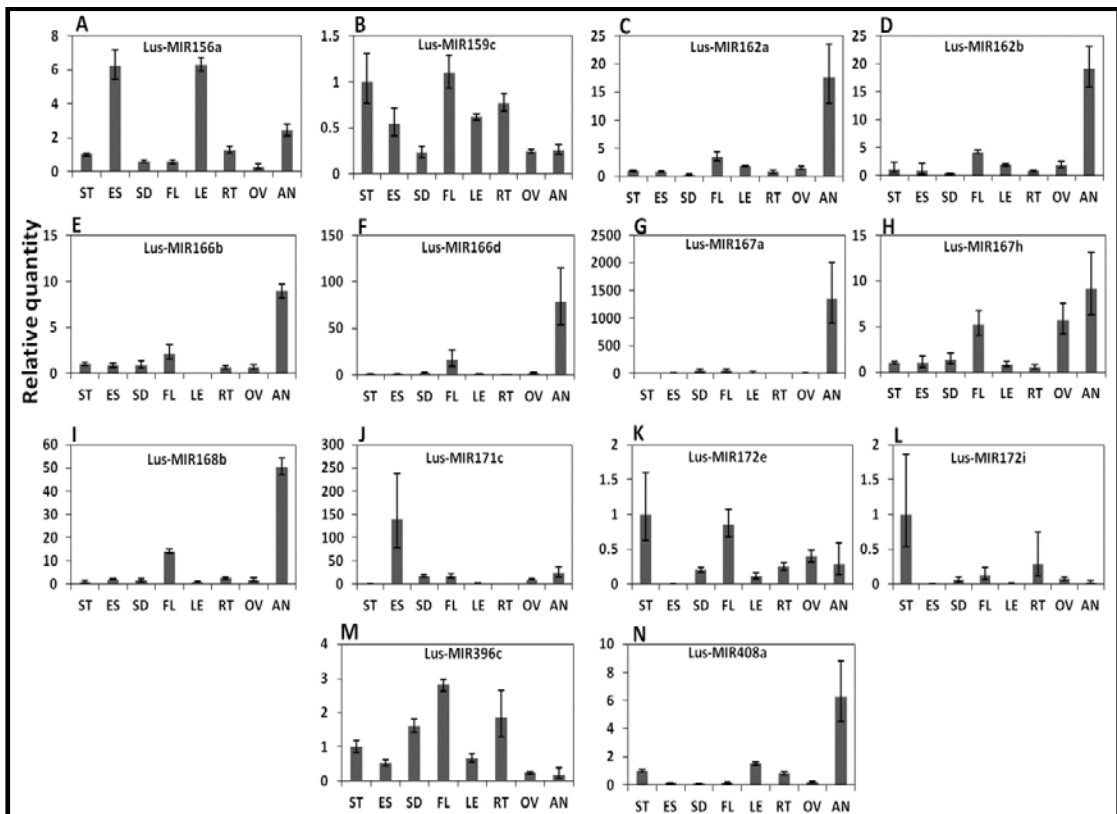 Relative quantity
A
Lus-MIR156a
8
6
4
2
0
ST ES SD FL LE RT OV AN
B
Lus-MIR159c
1.5
1
0.5
0
ST ES SD FL LE RT OV AN
C
Lus-MIR162a
25
20
15
10
5
0
ST ES SD FL LE RT OV AN
D
Lus-MIR162b
25
20
15
10
5
0
ST ES SD FL LE RT OV AN
E
Lus-MIR166b
15
10
5
0
ST ES SD FL LE RT OV AN
F
Lus-MIR166d
150
100
50
0
ST ES SD FL LE RT OV AN
G
Lus-MIR167a
2500
2000
1500
1000
500
0
ST ES SD FL LE RT OV AN
H
Lus-MIR167h
15
10
5
0
ST ES SD FL LE RT OV AN
I
Lus-MIR168b
60
50
40
30
20
10
0
ST ES SD FL LE RT OV AN
J
Lus-MIR171c
300
250
200
150
100
50
0
ST ES SD FL LE RT OV AN
K
Lus-MIR172e
2
1.5
1
0.5
0
ST ES SD FL LE RT OV AN
L
Lus-MIR172i
2
1.5
1
0.5
0
ST ES SD FL LE RT OV AN
M
Lus-MIR396c
4
3
2
1
0
ST ES SD FL LE RT OV AN
N
Lus-MIR408a
10
8
6
4
2
0
ST ES SD FL LE RT OV AN